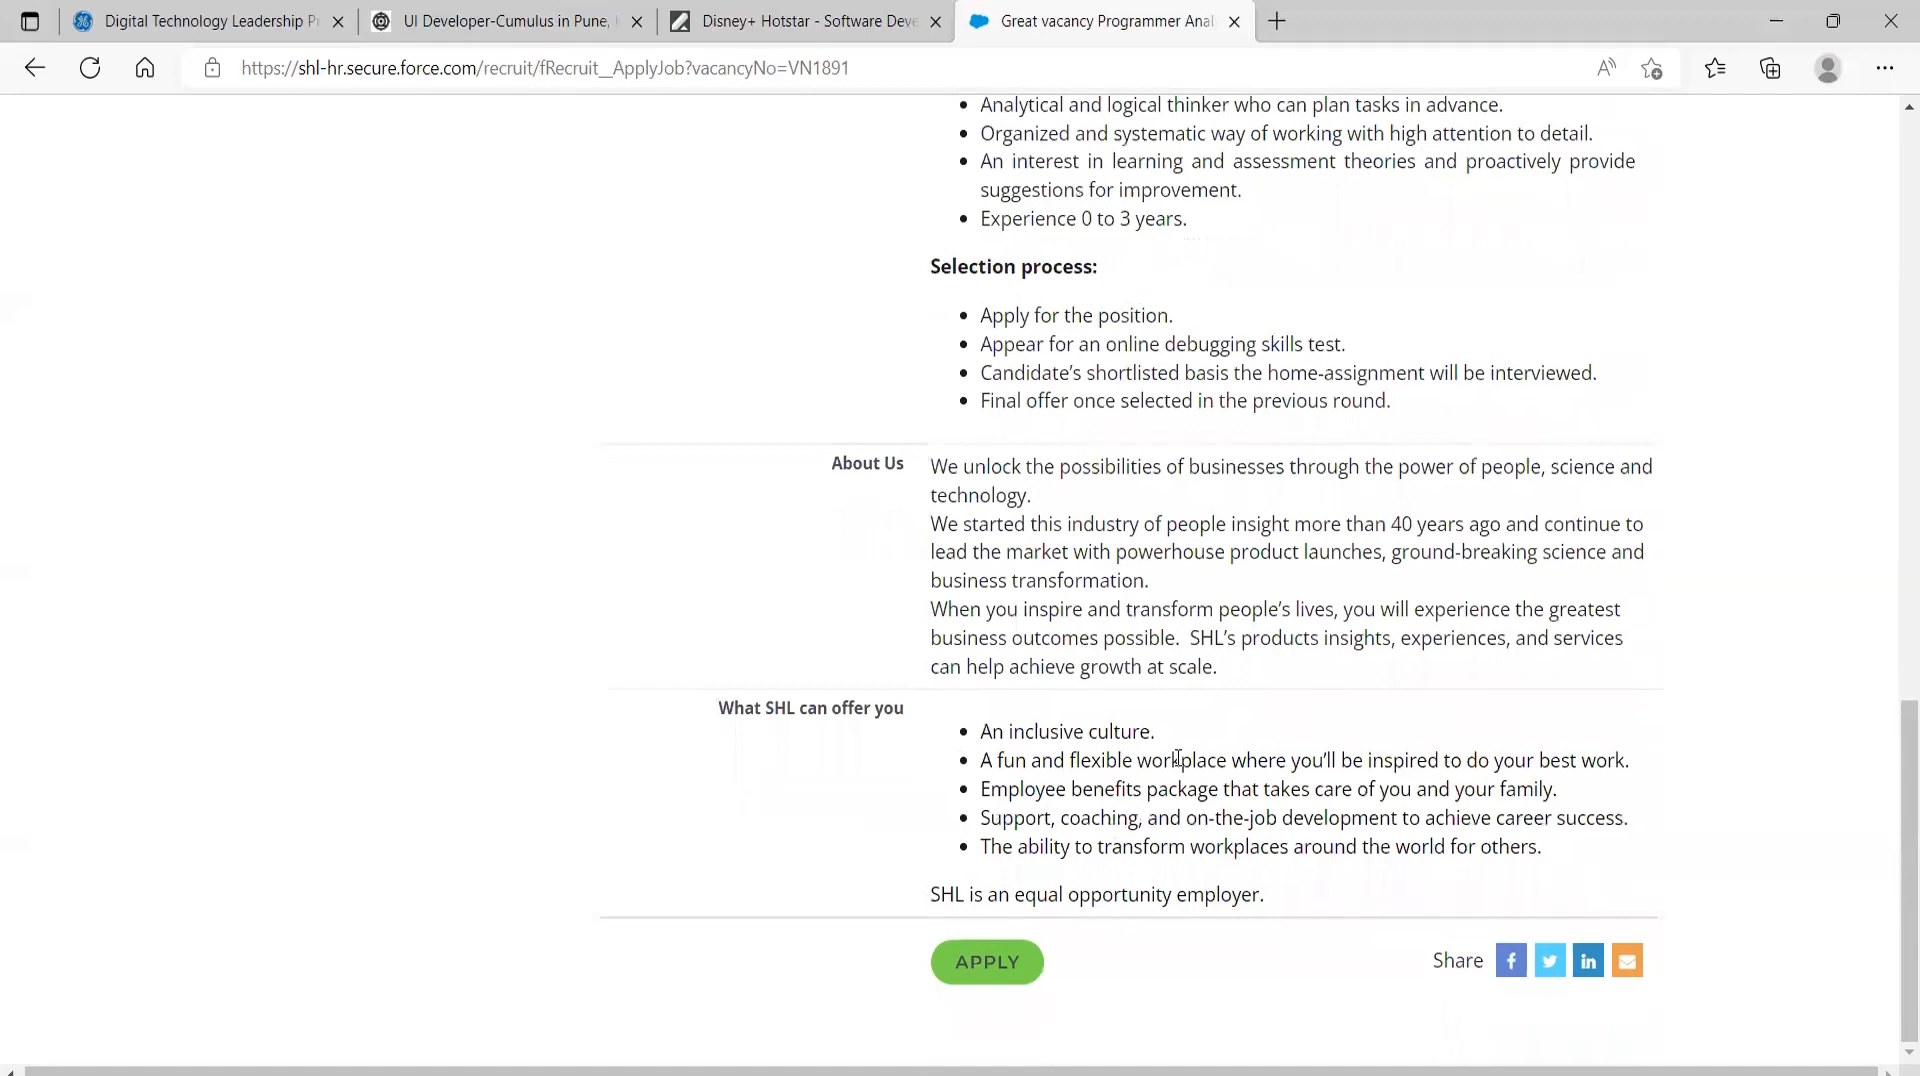 Digital Technology Leadership P
UI Developer-Cumulus in Pune,
Disney+ Hotstar - Software Deve
Great vacancy Programmer Anal
https://shl-hr.secure.force.com/recruit/fRecruit__ApplyJob?vacancyNo=VN1891
• Analytical and logical thinker who can plan tasks in advance.
• Organized and systematic way of working with high attention to detail.
• An interest in learning and assessment theories and proactively provide
suggestions for improvement.
• Experience 0 to 3 years.
Selection process:
• Apply for the position.
• Appear for an online debugging skills test.
• Candidate’s shortlisted basis the home-assignment will be interviewed.
• Final offer once selected in the previous round.
About Us
We unlock the possibilities of businesses through the power of people, science and
technology.
We started this industry of people insight more than 40 years ago and continue to
lead the market with powerhouse product launches, ground-breaking science and
business transformation.
When you inspire and transform people’s lives, you will experience the greatest
business outcomes possible. SHL’s products insights, experiences, and services
can help achieve growth at scale.
What SHL can offer you
• An inclusive culture.
• A fun and flexible workplace where you’ll be inspired to do your best work.
• Employee benefits package that takes care of you and your family.
• Support, coaching, and on-the-job development to achieve career success.
• The ability to transform workplaces around the world for others.
SHL is an equal opportunity employer.
APPLY
Share